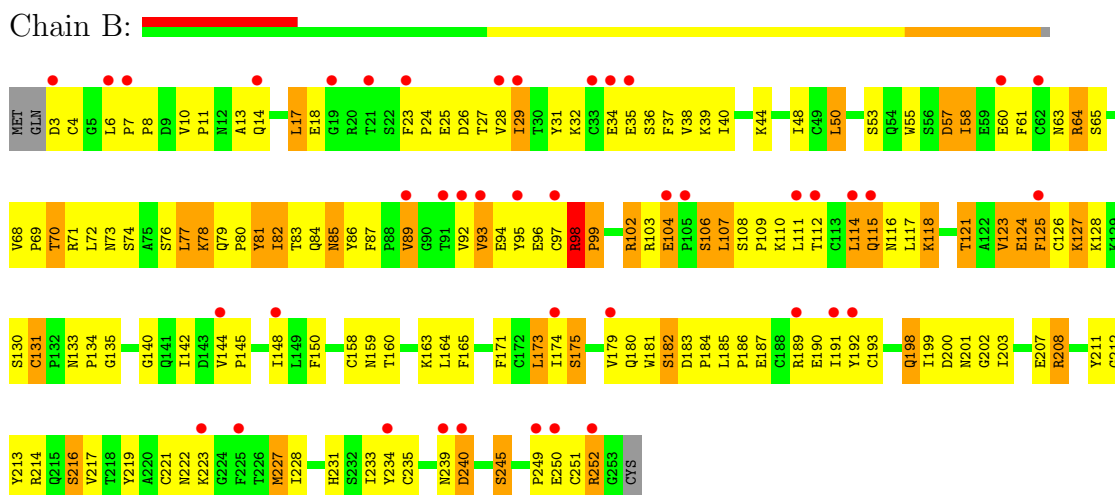 Chain B:
MET GLN D3 C4 G5 L6 P7 P8 D9 V10 P11 N12 A13 Q14 L17 E18 G19 R20 T21 S22 F23 P24 E25 D26 T27 V28 I29 T30 Y31 K32 C33 E34 E35 S36 F37 V38 K39 I40 K44 I48 C49 L50 S53 Q54 W55 S56 D57 I58 E59 E60 F61 C62 N63 R64 S65
V68 P69 T70 R71 L72 N73 S74 A75 S76 L77 K78 Q79 P80 Y81 I82 T83 Q84 N85 Y86 F87 P88 V89 G90 T91 V92 V93 E94 Y95 E96 C97 R98 P99 R102 R103 E104 P105 S106 L107 S108 P109 K110 L111 T112 C113 L114 Q115 N116 L117 K118 T121 A122 V123 E124 F125 C126 K127 K128 K129
S130 C131 P132 N133 P134 G135 G140 Q141 I142 D143 V144 P145 I148 L149 F150 C158 N159 T160 K163 L164 F165 F171 C172 L173 I174 S175 V179 Q180 W181 S182 D183 P184 L185 P186 E187 C188 R189 E190 I191 Y192 C193 Q198 I199 D200 N201 G202 I203 E207 R208 Y211 G212
Y213 R214 Q215 S216 V217 T218 Y219 A220 C221 N222 K223 G224 F225 T226 M227 I228 H231 S232 I233 Y234 C235 N239 D240 S245 P249 E250 C251 R252 G253 CYS